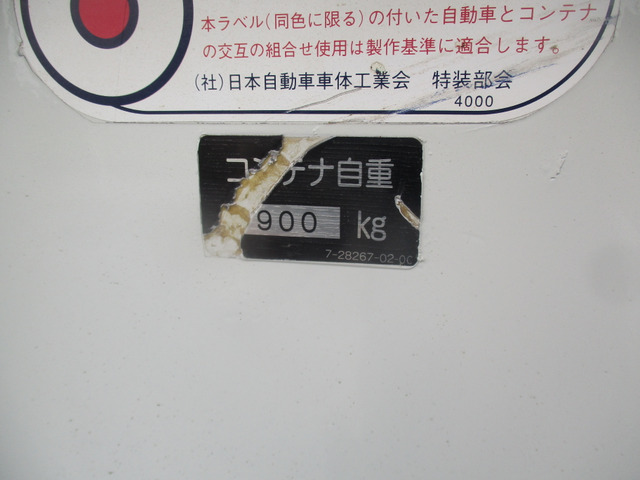 本ラベル(同色に限る)の付いた自動車とコンテナ
の交互の組合せ使用は製作基準に適合します。
(社)日本自動車車体工業会 特装部会
4000
コンテナ自重
900 kg
7-28267-02-0C